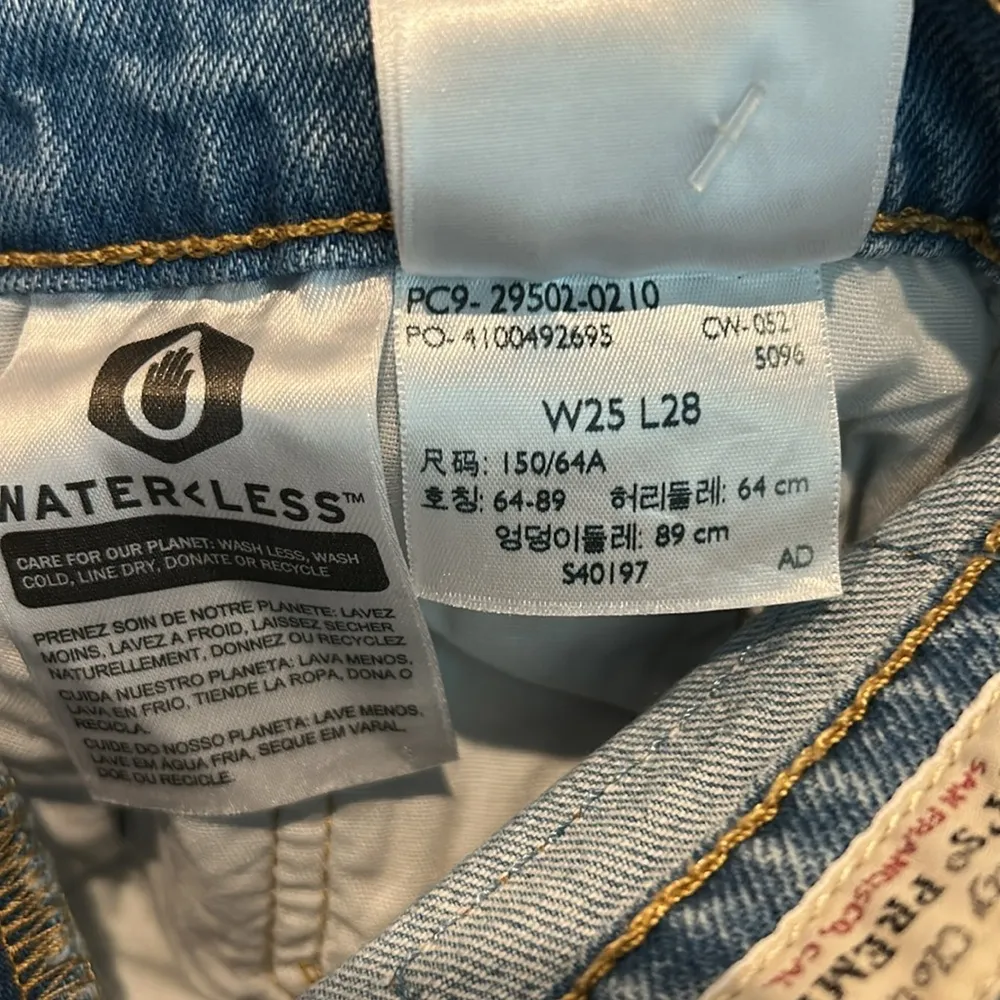 WATER<LESS™
CARE FOR OUR PLANET: WASH LESS, WASH
COLD, LINE DRY, DONATE OR RECYCLE
PRENEZ SOIN DE NOTRE PLANETE: LAVEZ
MOINS, LAVEZ A FROID, LAISSEZ SECHER
NATURELLEMENT, DONNEZ OU RECYCLEZ
CUIDA NUESTRO PLANETA: LAVA MENOS,
LAVA EN FRIO, TIENDE LA ROPA, DONA O
RECICLA.
CUIDE DO NOSSO PLANETA: LAVE MENOS,
LAVE EM ÁGUA FRIA, SEQUE EM VARAL,
DOE OU RECICLE.
PC9- 29502-0210
PO- 4100492695 CW- 052
5096
W25 L28
尺码: 150/64A
호칭: 64-89 허리둘레: 64 cm
엉덩이둘레: 89 cm
S40197 AD
SAN FRANCISCO, CAL